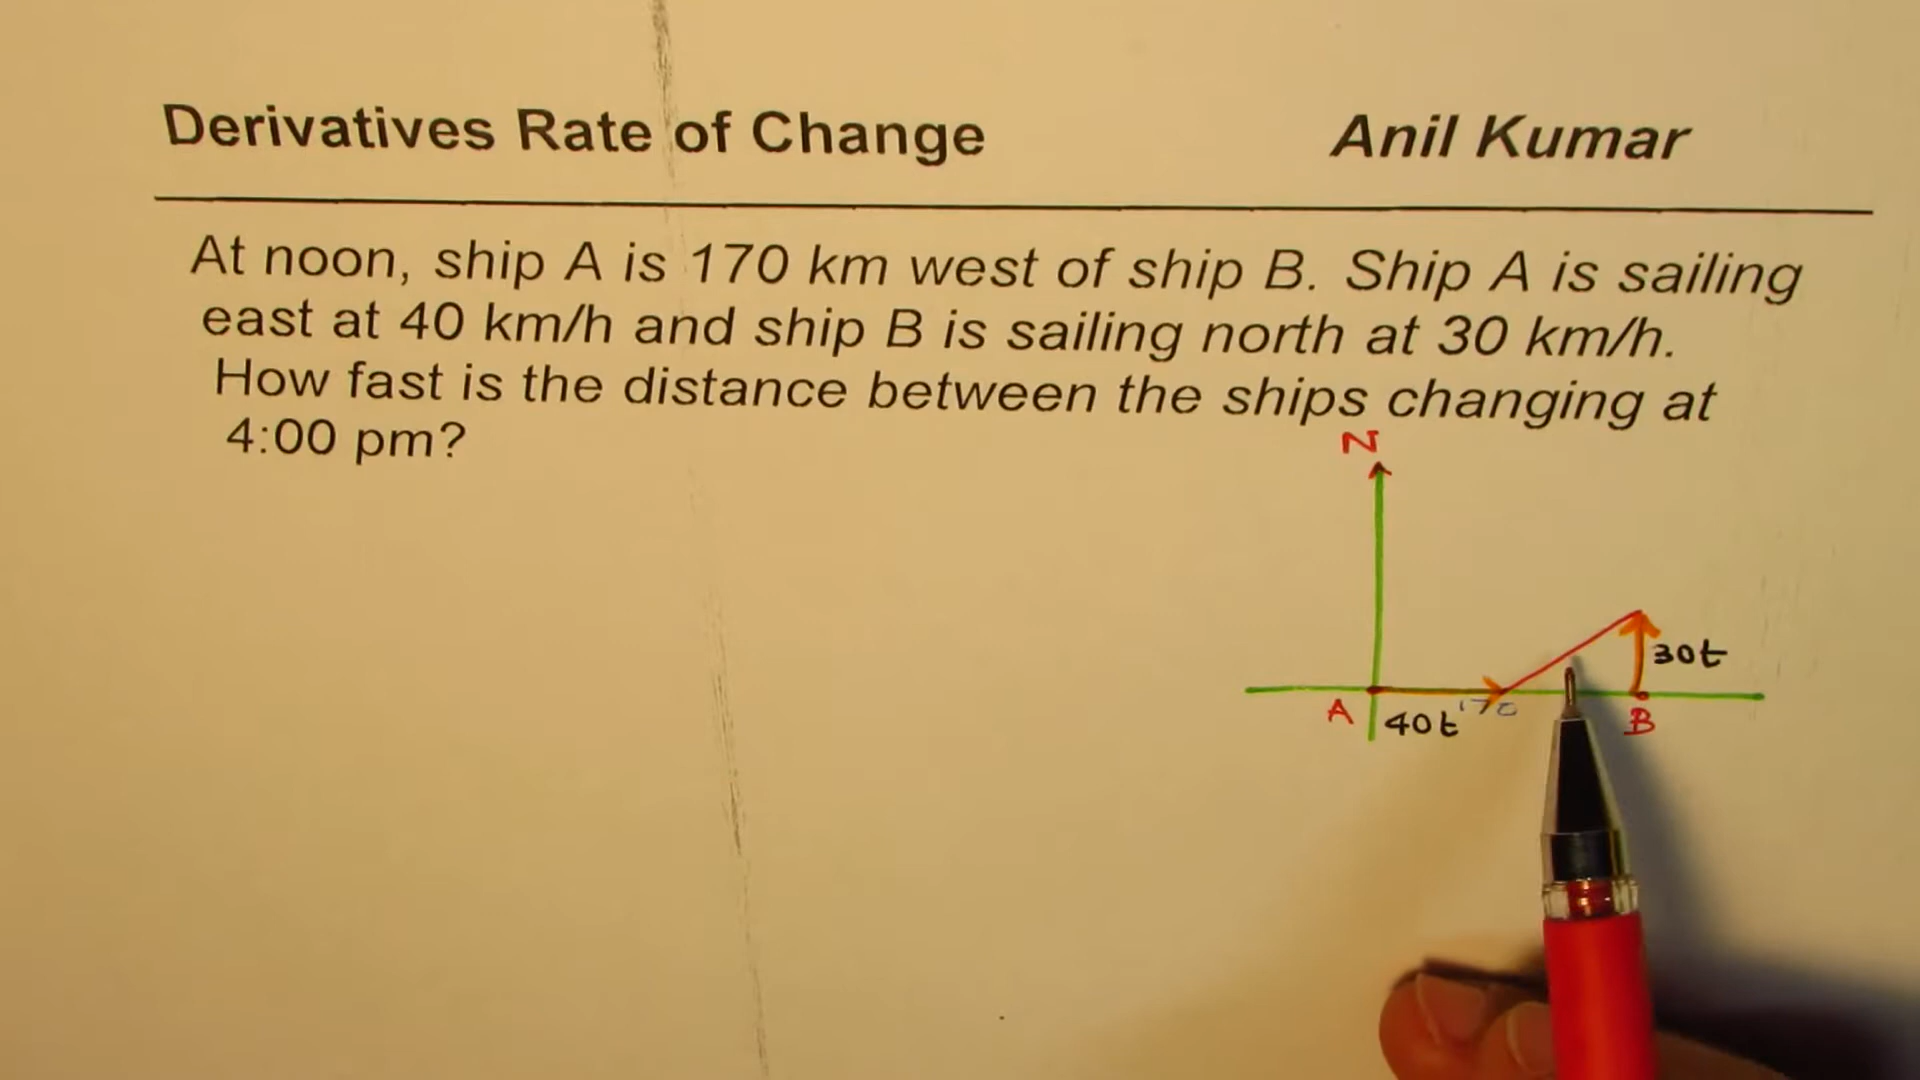 Derivatives Rate of Change Anil Kumar
At noon, ship A is 170 km west of ship B. Ship A is sailing
east at 40 km/h and ship B is sailing north at 30 km/h.
How fast is the distance between the ships changing at
4:00 pm?
N
30t
A 40t 170 B